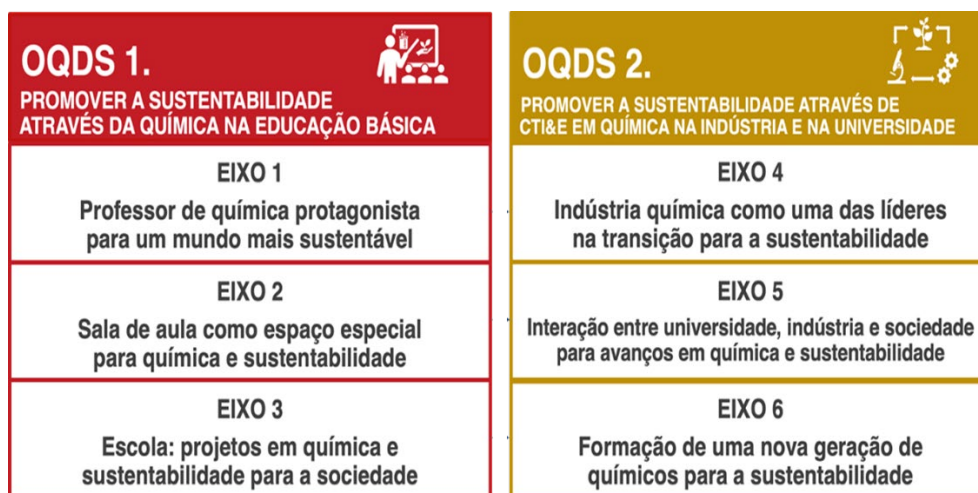 OQDS 1.
PROMOVER A SUSTENTABILIDADE
ATRAVÉS DA QUÍMICA NA EDUCAÇÃO BÁSICA
EIXO 1
Professor de química protagonista
para um mundo mais sustentável
EIXO 2
Sala de aula como espaço especial
para química e sustentabilidade
EIXO 3
Escola: projetos em química e
sustentabilidade para a sociedade
OQDS 2.
PROMOVER A SUSTENTABILIDADE ATRAVÉS DE
CTI&E EM QUÍMICA NA INDÚSTRIA E NA UNIVERSIDADE
EIXO 4
Indústria química como uma das líderes
na transição para a sustentabilidade
EIXO 5
Interação entre universidade, indústria e sociedade
para avanços em química e sustentabilidade
EIXO 6
Formação de uma nova geração de
químicos para a sustentabilidade